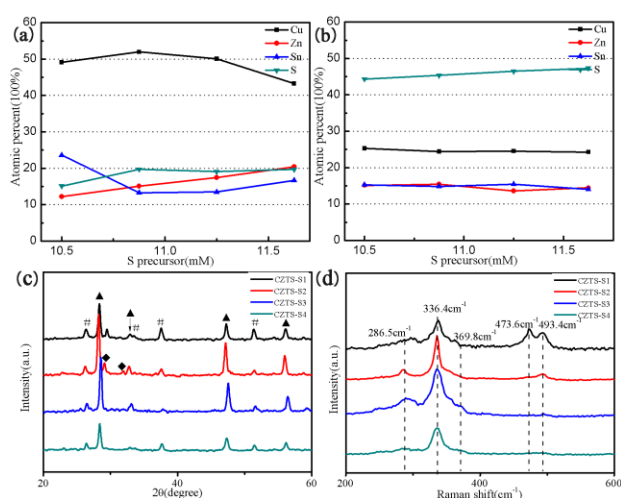 (a)
Cu
Zn
Sn
S
Atomic percent(100%)
60
50
40
30
20
10
0
10.5
11.0
11.5
S precursor(mM)
(b)
Cu
Zn
Sn
S
Atomic percent(100%)
60
50
40
30
20
10
0
10.5
11.0
11.5
S precursor(mM)
(c)
CZTS-S1
CZTS-S2
CZTS-S3
CZTS-S4
# ▲ ▲ # # ▲ # ▲
◆ ◆
Intensity(a.u.)
20
30
40
50
60
2θ(degree)
(d)
CZTS-S1
CZTS-S2
CZTS-S3
CZTS-S4
336.4cm⁻¹
286.5cm⁻¹
369.8cm⁻¹
473.6cm⁻¹
493.4cm⁻¹
Intensity(a.u.)
200
400
600
Raman shift(cm⁻¹)